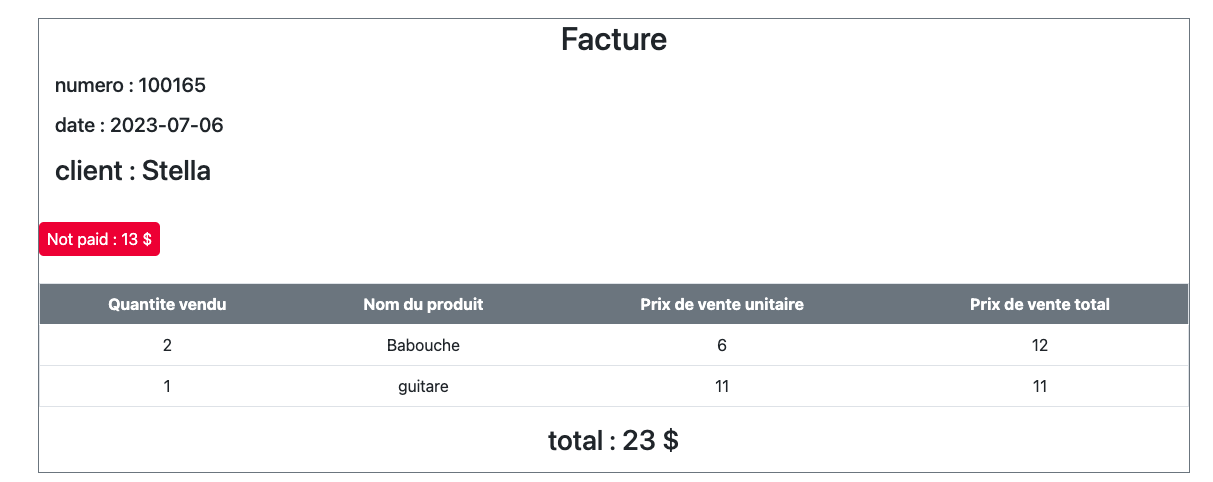 Facture
numero : 100165
date : 2023-07-06
client : Stella
Not paid : 13 $
Quantite vendu Nom du produit Prix de vente unitaire Prix de vente total
2 Babouche 6 12
1 guitare 11 11
total : 23 $